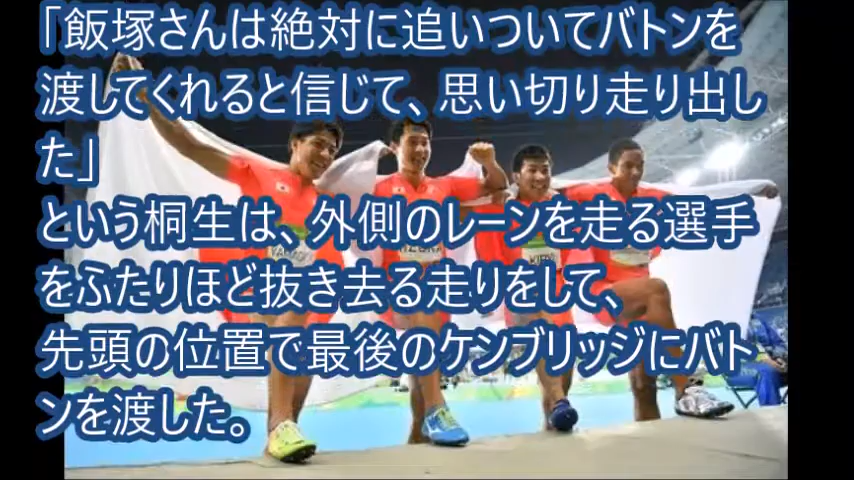 「飯塚さんは絶対に追いついてバトンを
渡してくれると信じて、思い切り走り出し
た」
という桐生は、外側のレーンを走る選手
をふたりほど抜き去る走りをして、
先頭の位置で最後のケンブリッジにバト
ンを渡した。